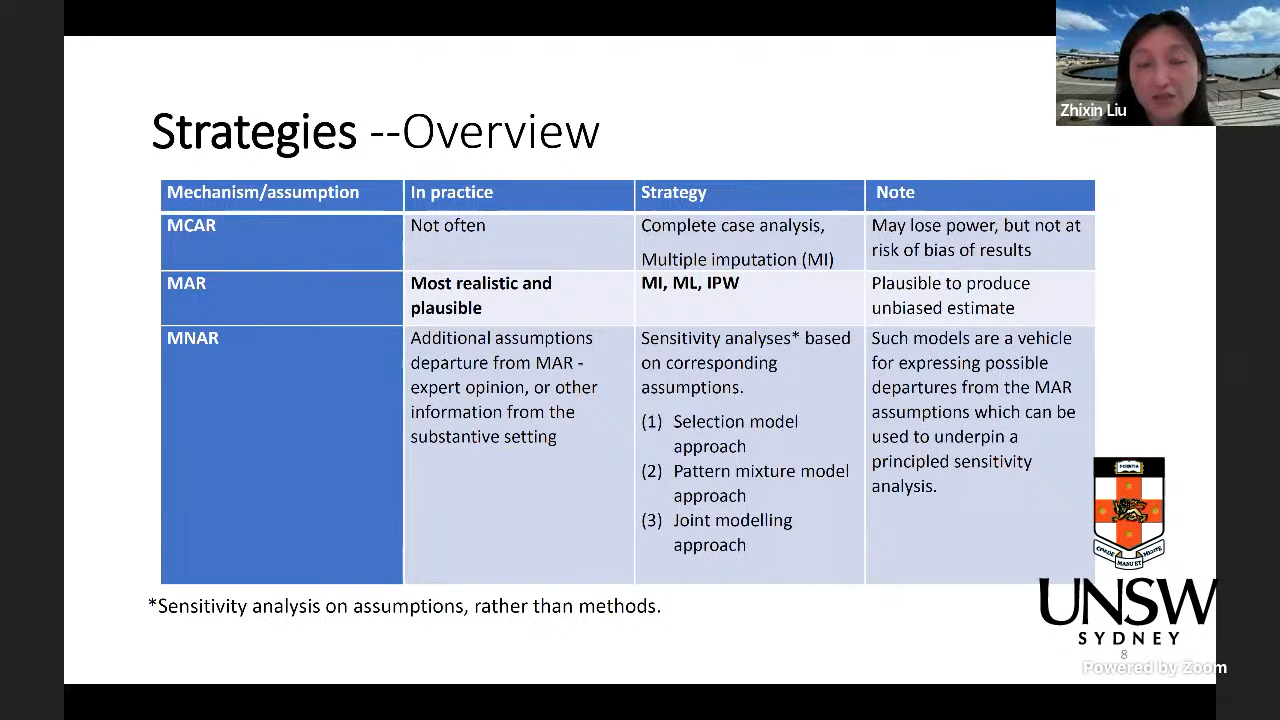 Zhixin Liu
Strategies --Overview
Mechanism/assumption
In practice
Strategy
Note
MCAR
Not often
Complete case analysis,
Multiple imputation (MI)
May lose power, but not at
risk of bias of results
MAR
Most realistic and
plausible
MI, ML, IPW
Plausible to produce
unbiased estimate
MNAR
Additional assumptions
departure from MAR -
expert opinion, or other
information from the
substantive setting
Sensitivity analyses* based
on corresponding
assumptions.
(1) Selection model
approach
(2) Pattern mixture model
approach
(3) Joint modelling
approach
Such models are a vehicle
for expressing possible
departures from the MAR
assumptions which can be
used to underpin a
principled sensitivity
analysis.
*Sensitivity analysis on assumptions, rather than methods.
SCIENTIA
MANU ET
UNSW
SYDNEY
8
Powered by Zoom